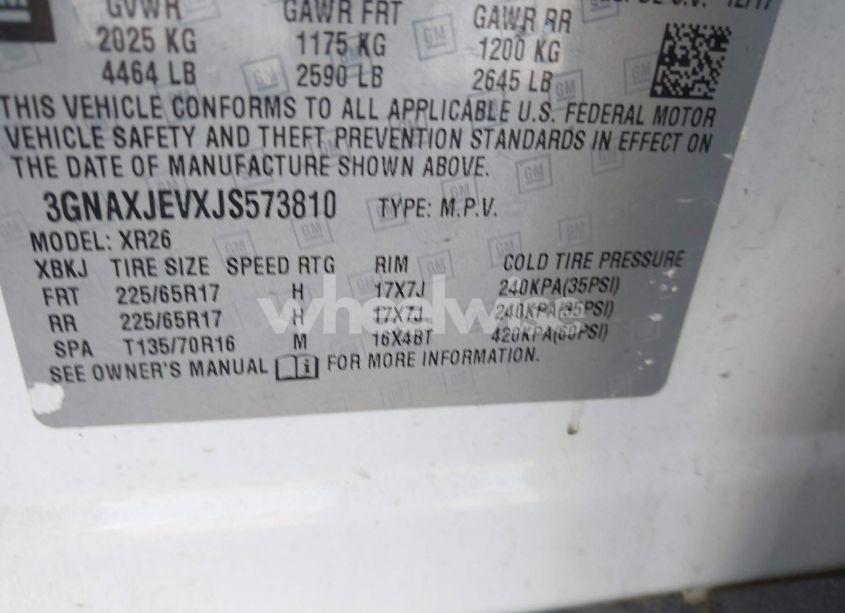 GVWR GAWR FRT GAWR RR
2025 KG 1175 KG 1200 KG
4464 LB 2590 LB 2645 LB
THIS VEHICLE CONFORMS TO ALL APPLICABLE U.S. FEDERAL MOTOR
VEHICLE SAFETY AND THEFT PREVENTION STANDARDS IN EFFECT ON
THE DATE OF MANUFACTURE SHOWN ABOVE.
3GNAXJEVXJS573810 TYPE: M.P.V.
MODEL: XR26
XBKJ TIRE SIZE SPEED RTG RIM COLD TIRE PRESSURE
FRT 225/65R17 H 17X7J 240KPA(35PSI)
RR 225/65R17 H 17X7J 240KPA(35PSI)
SPA T135/70R16 M 16X4BT 420KPA(60PSI)
SEE OWNER'S MANUAL i FOR MORE INFORMATION.